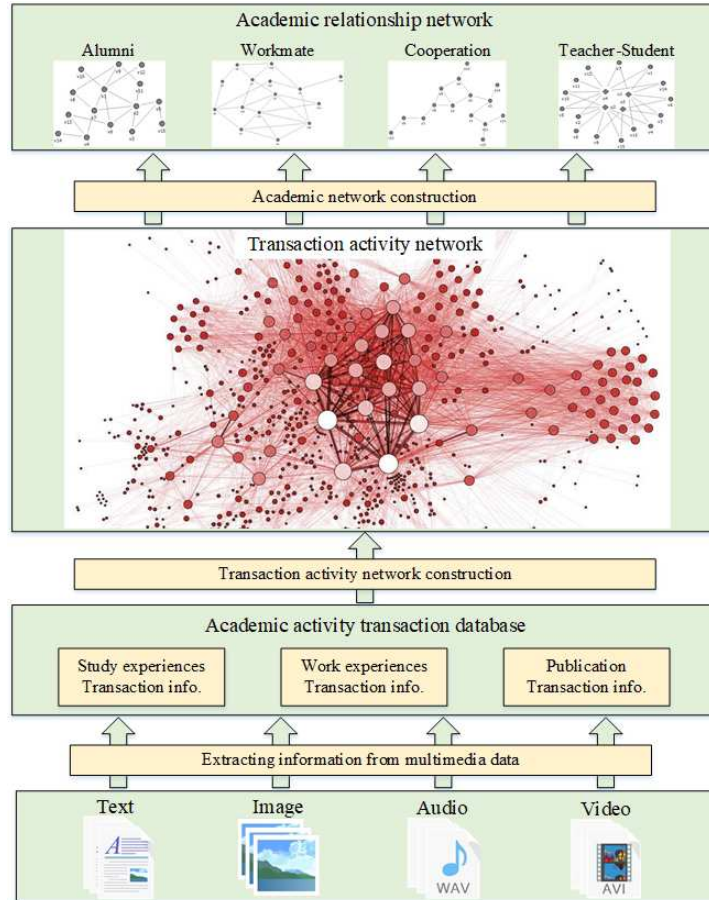 Academic relationship network
Alumni
Workmate
Cooperation
Teacher-Student
Academic network construction
Transaction activity network
Transaction activity network construction
Academic activity transaction database
Study experiences
Transaction info.
Work experiences
Transaction info.
Publication
Transaction info.
Extracting information from multimedia data
Text
Image
Audio
Video
A
WAV
AVI